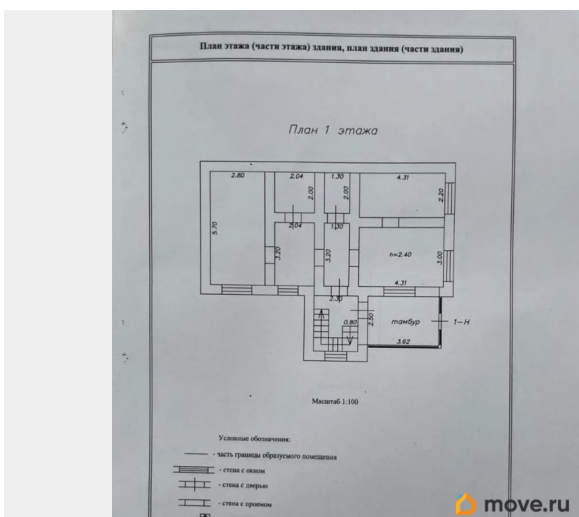 План этажа (части этажа) здания, план здания (части здания)
План 1 этажа
2.80 2.04 1.30 4.31
2.00 2.00 2.20
5.70
2.04 1.30
3.20 3.20 h=2.40 3.00
4.31
2.30
0.80 2.50 тамбур 1-Н
3.62
Масштаб 1:100
Условные обозначения:
- часть границы образуемого помещения
- стена с окном
- стена с дверью
- стена с проемом
move.ru